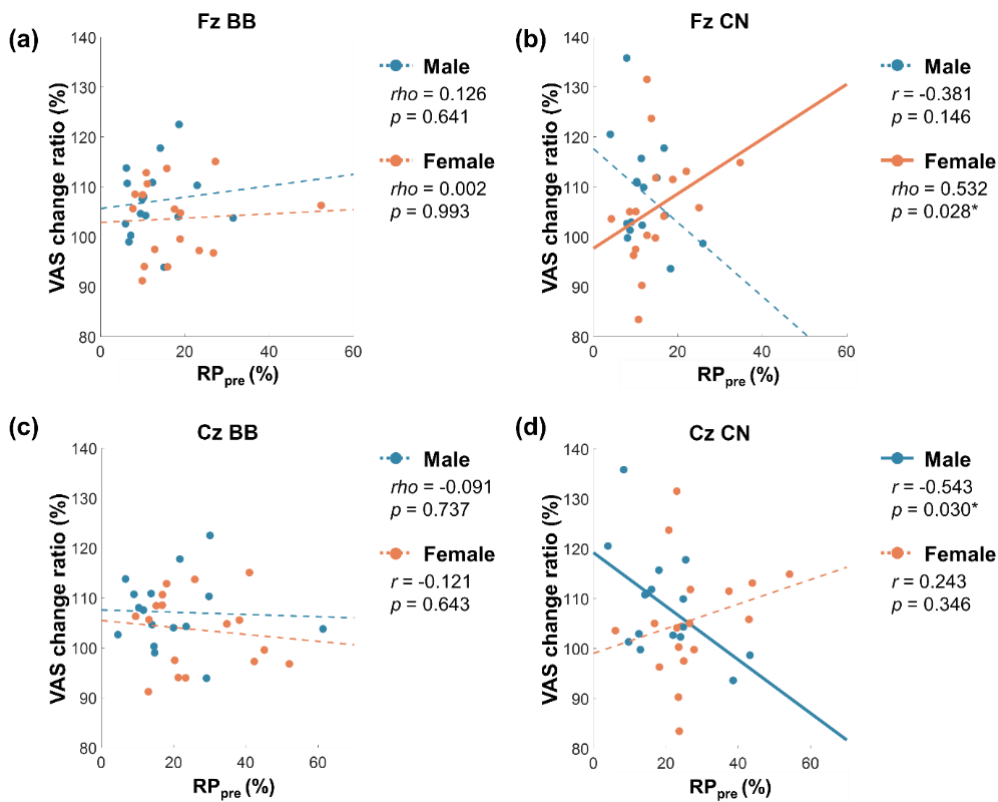 (a)
Fz BB
VAS change ratio (%)
140
130
120
110
100
90
80
0
20
40
60
RPpre (%)
Male
rho = 0.126
p = 0.641
Female
rho = 0.002
p = 0.993
(b)
Fz CN
VAS change ratio (%)
140
130
120
110
100
90
80
0
20
40
60
RPpre (%)
Male
r = -0.381
p = 0.146
Female
rho = 0.532
p = 0.028*
(c)
Cz BB
VAS change ratio (%)
140
130
120
110
100
90
80
0
20
40
60
RPpre (%)
Male
rho = -0.091
p = 0.737
Female
r = -0.121
p = 0.643
(d)
Cz CN
VAS change ratio (%)
140
130
120
110
100
90
80
0
20
40
60
RPpre (%)
Male
r = -0.543
p = 0.030*
Female
r = 0.243
p = 0.346